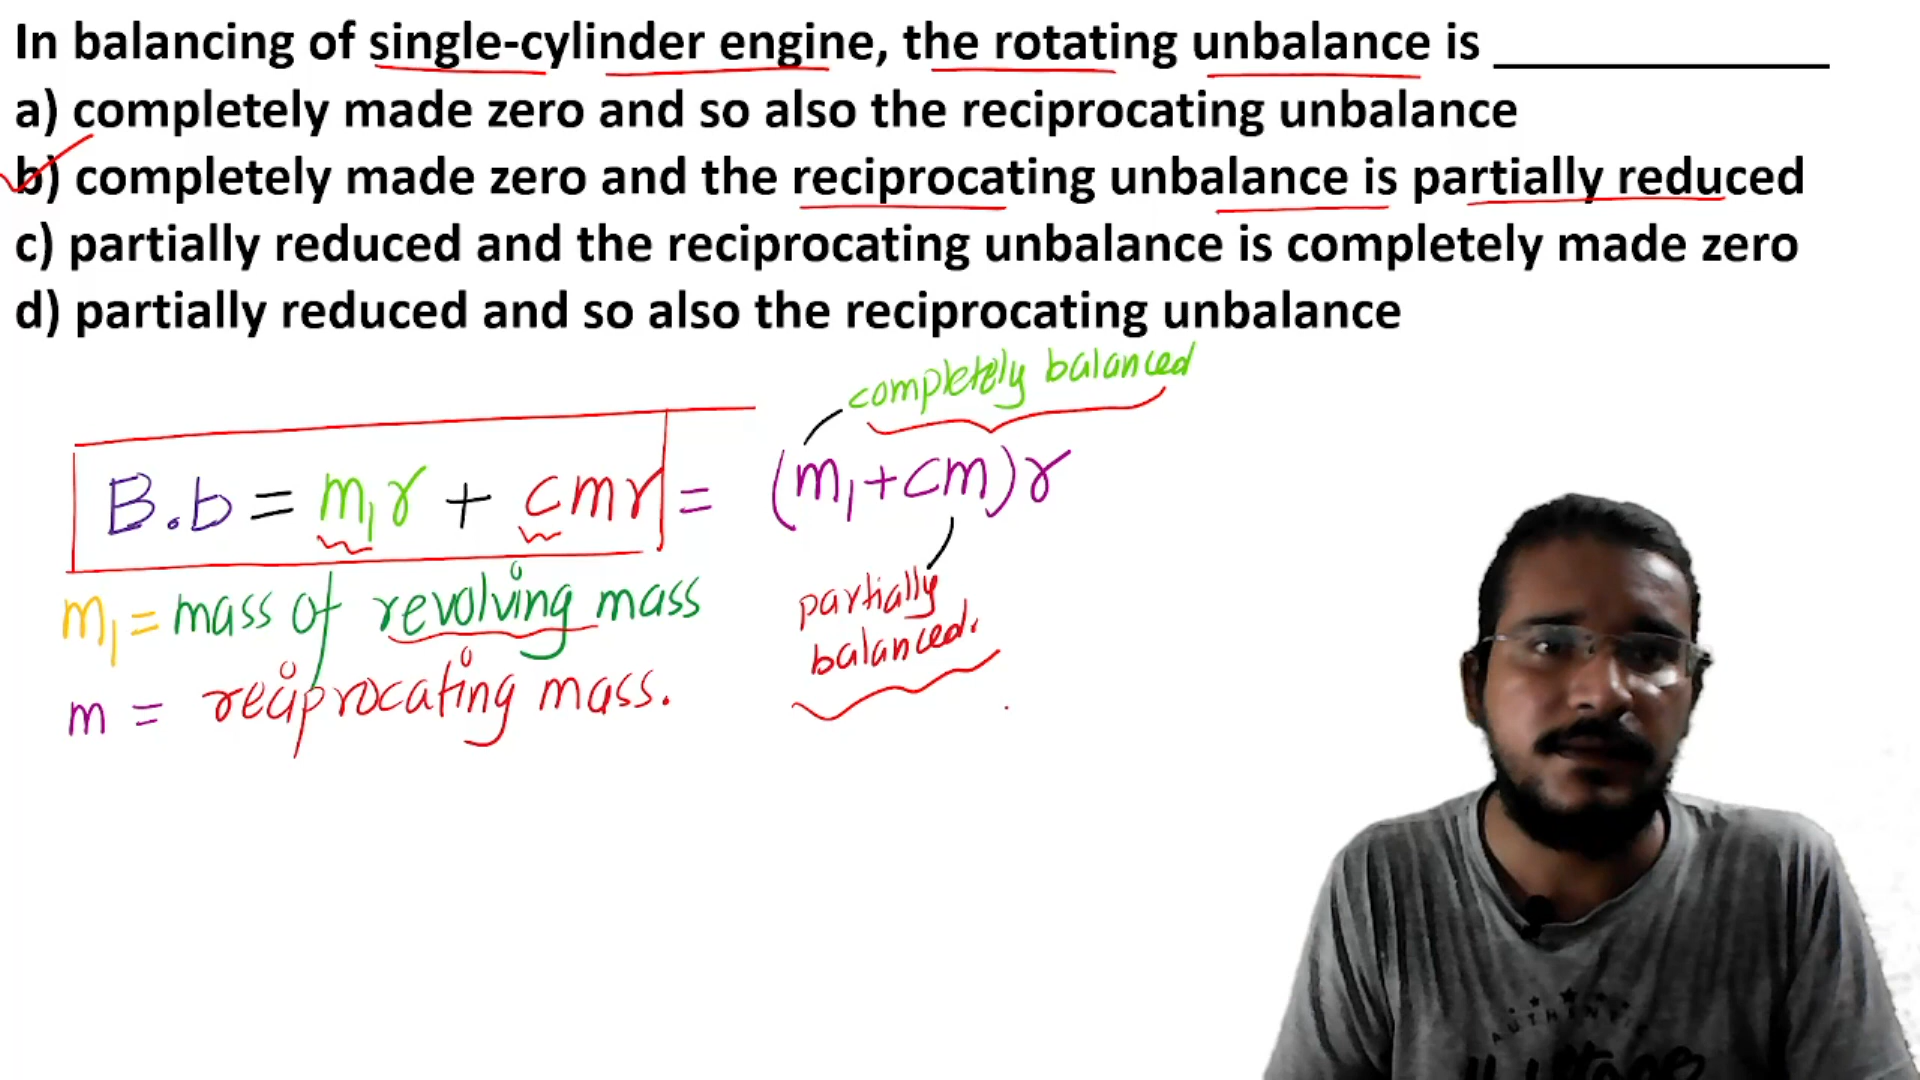 In balancing of single-cylinder engine, the rotating unbalance is ______________
a) completely made zero and so also the reciprocating unbalance
b) completely made zero and the reciprocating unbalance is partially reduced
c) partially reduced and the reciprocating unbalance is completely made zero
d) partially reduced and so also the reciprocating unbalance
completely balanced
B.b = m₁r + cmr = (m₁+cm)r
m₁ = mass of revolving mass
partially
balanced.
m = reciprocating mass.
AUTHENTIC